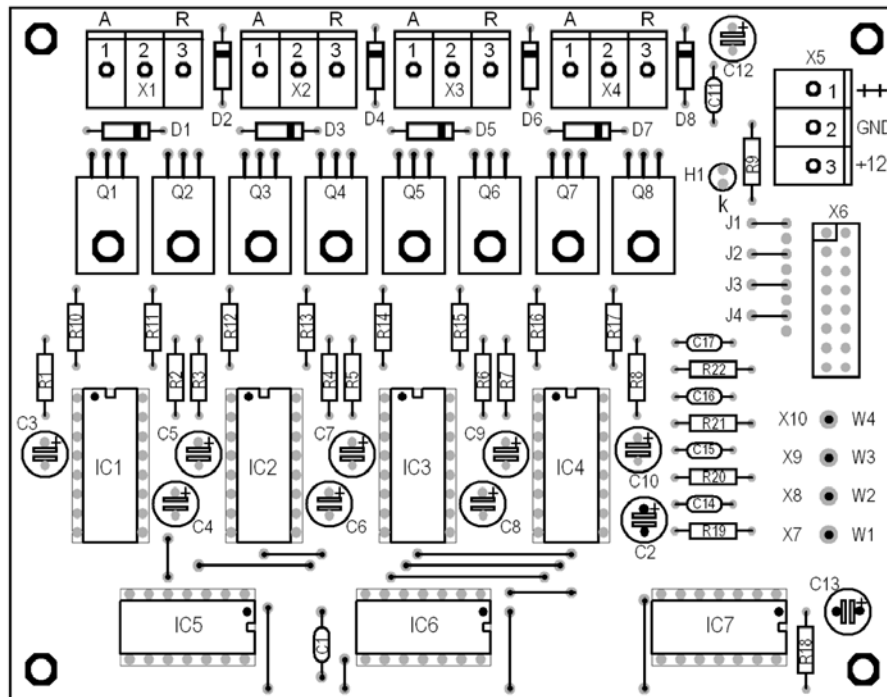 A R A R A R A R
1 2 3 1 2 3 1 2 3 1 2 3
X1 X2 X3 X4
C12
X5
C11
D2 D4 D6 D8
1 ++
D1 D3 D5 D7
2 GND
3 +12
R9
Q1 Q2 Q3 Q4 Q5 Q6 Q7 Q8
H1
k
X6
J1
J2
J3
J4
R10 R11 R12 R13 R14 R15 R16 R17
C17
R1 R2 R3 R4 R5 R6 R7 R8
R22
C16
C3 + C5 + C7 + C9 +
R21
X10 W4
IC1 IC2 IC3 IC4
+ C10
C15
X9 W3
R20
+ C4 + C6 + C8
C14
X8 W2
+ C2
R19
X7 W1
C13 +
IC5 IC6 IC7
C1
R18